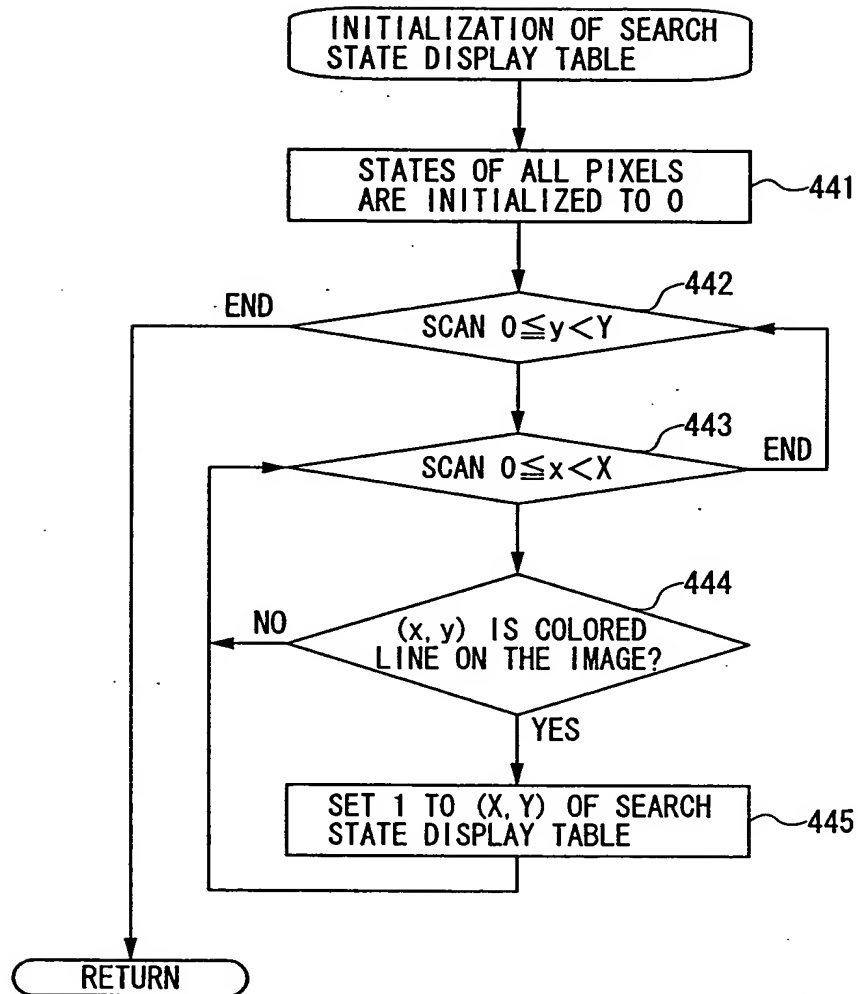 INITIALIZATION OF SEARCH
STATE DISPLAY TABLE
STATES OF ALL PIXELS
ARE INITIALIZED TO 0
441
442
END
SCAN 0≦y<Y
443
SCAN 0≦x<X
END
444
NO
(x, y) IS COLORED
LINE ON THE IMAGE?
YES
SET 1 TO (X, Y) OF SEARCH
STATE DISPLAY TABLE
445
RETURN